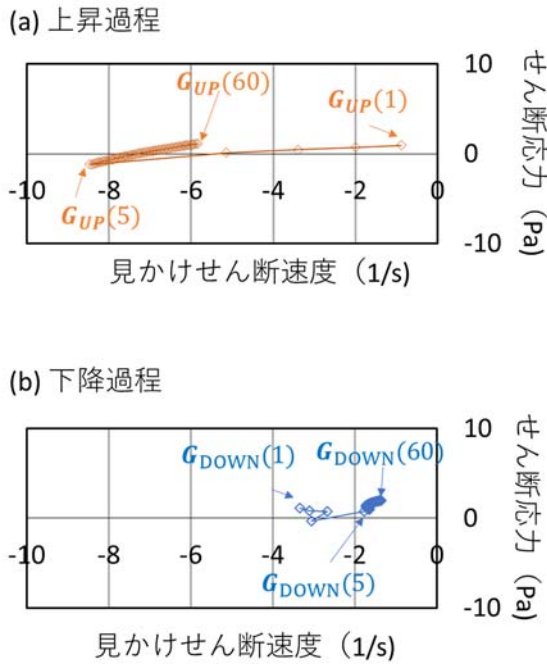 (a) 上昇過程
10
G_UP(60)
G_UP(1)
0
-10 -8 -6 -4 -2 0
G_UP(5)
-10
見かけせん断速度（1/s)
せん断応力（Pa)
(b) 下降過程
10
G_DOWN(1)
G_DOWN(60)
0
-10 -8 -6 -4 -2 0
G_DOWN(5)
-10
見かけせん断速度（1/s)
せん断応力（Pa)